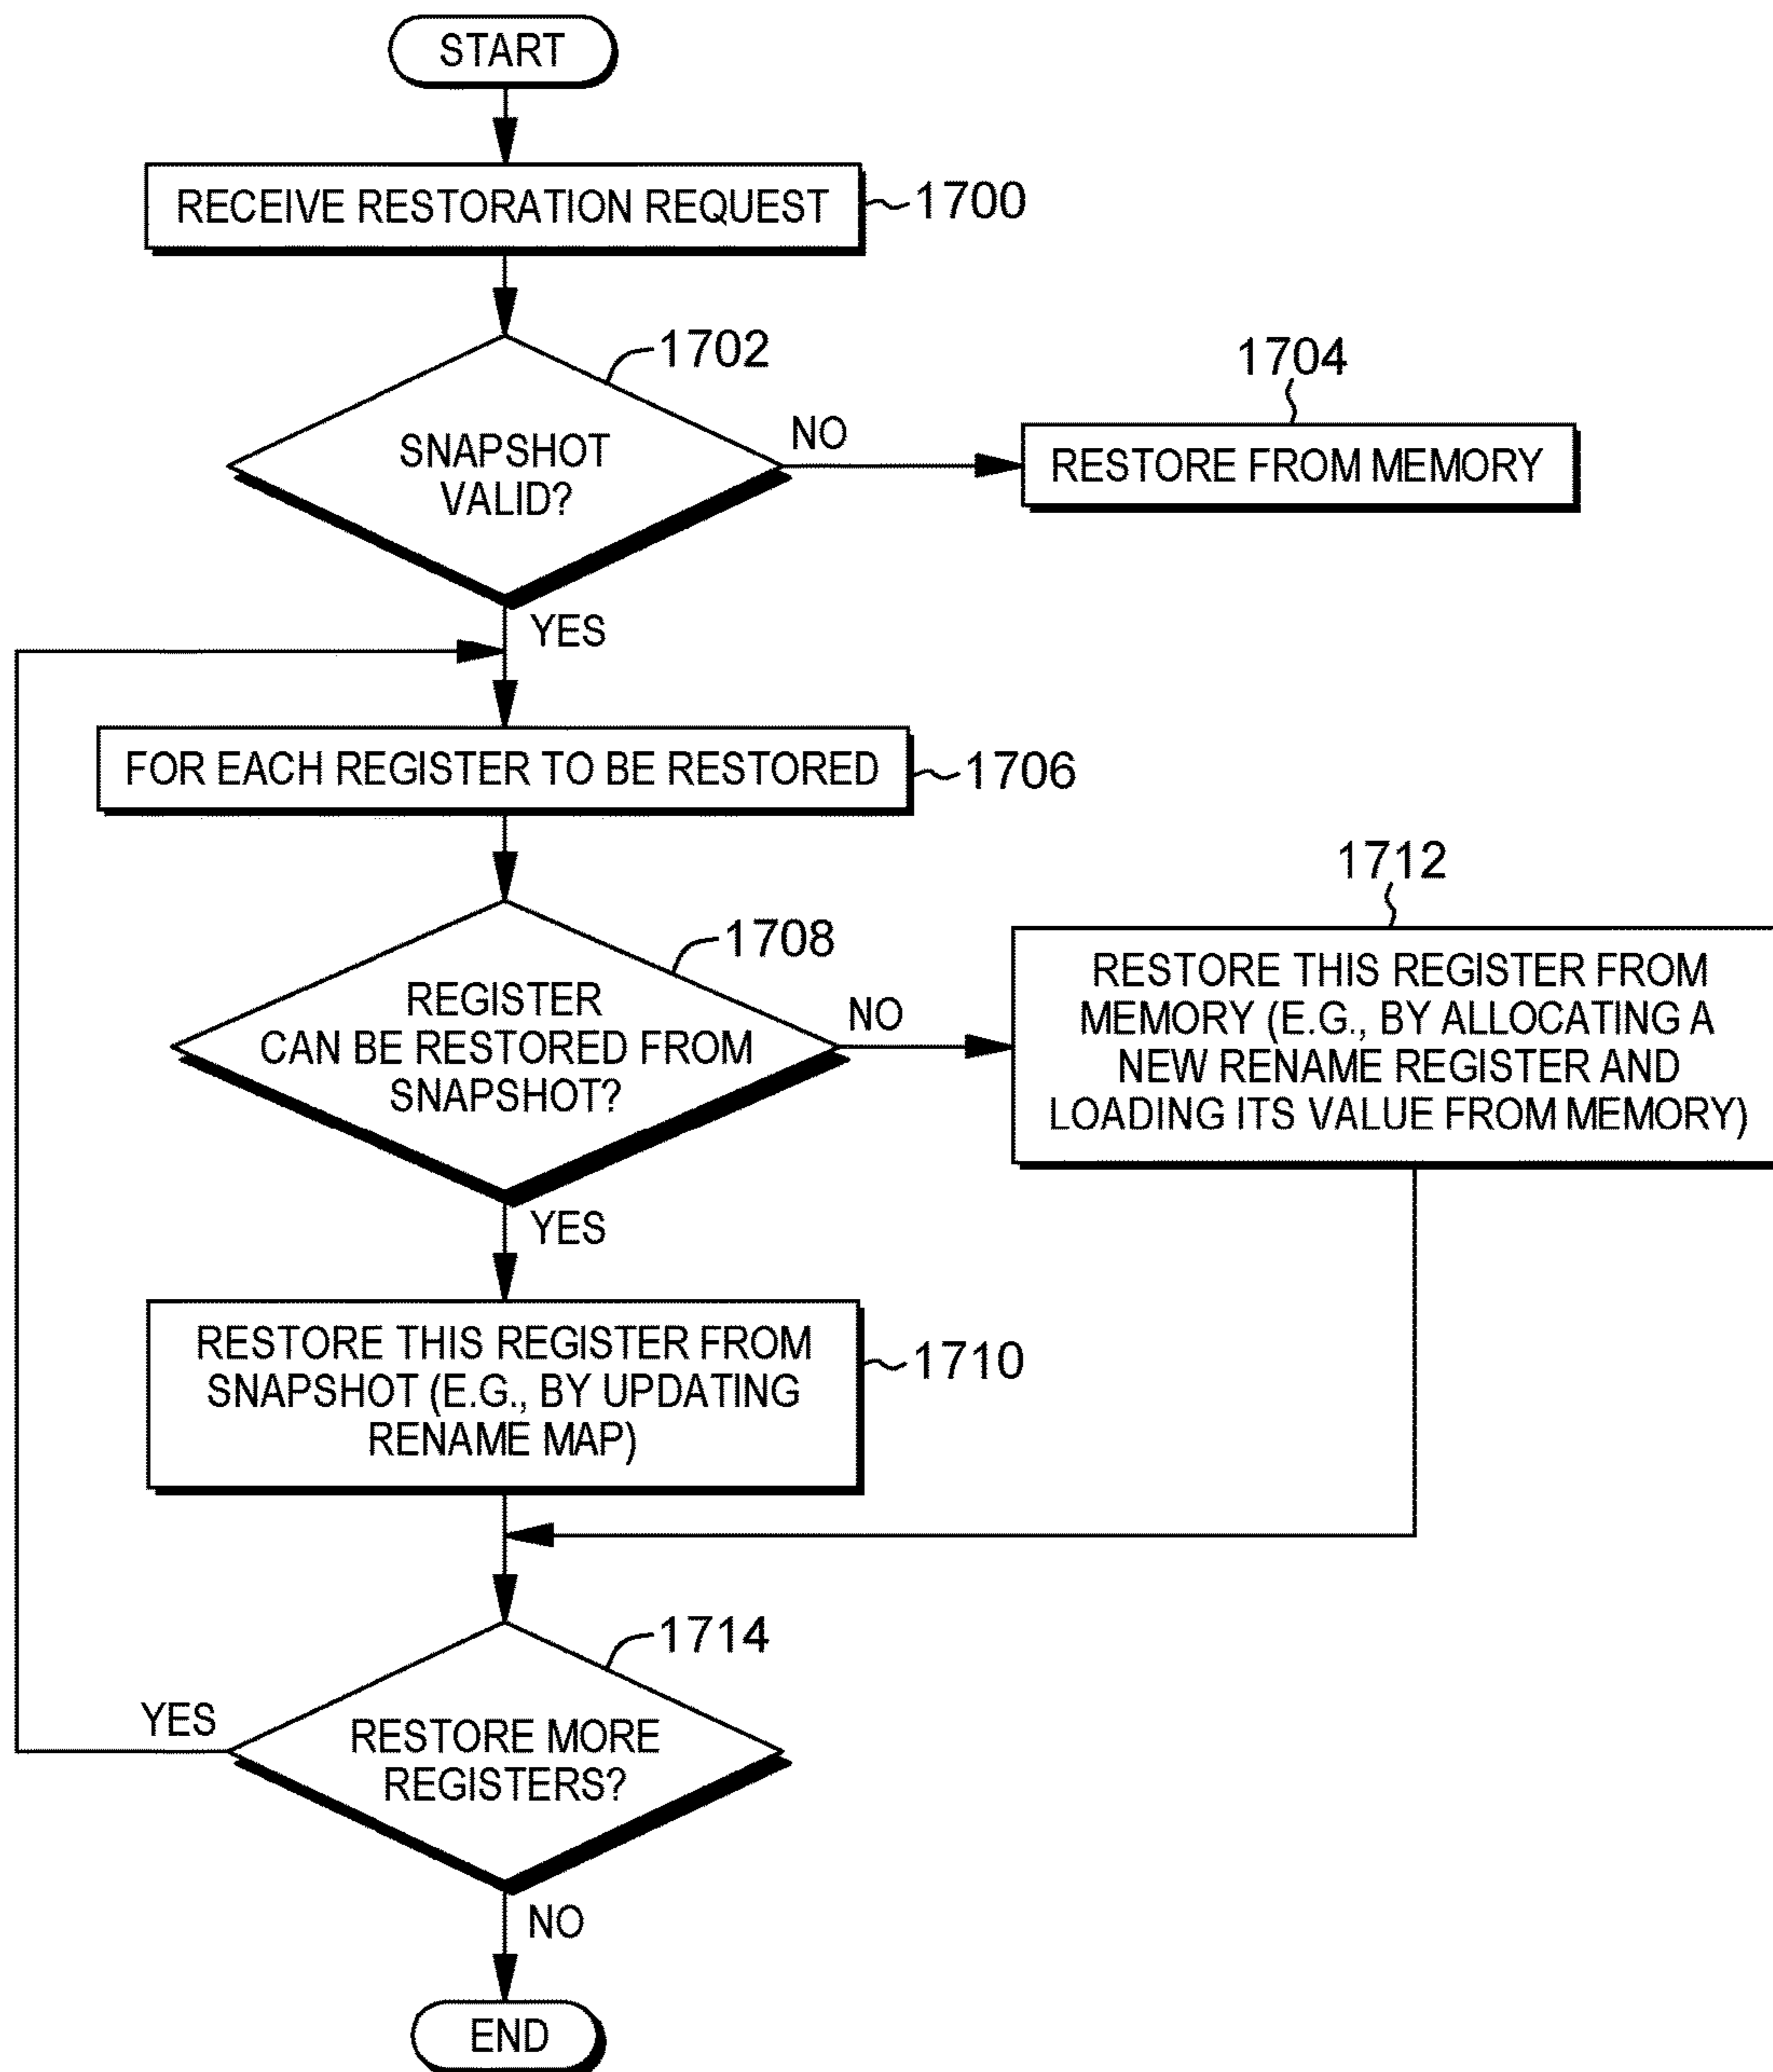 START
RECEIVE RESTORATION REQUEST
1700
1702
SNAPSHOT
VALID?
NO
1704
RESTORE FROM MEMORY
YES
FOR EACH REGISTER TO BE RESTORED
1706
1708
REGISTER
CAN BE RESTORED FROM
SNAPSHOT?
NO
1712
RESTORE THIS REGISTER FROM
MEMORY (E.G., BY ALLOCATING A
NEW RENAME REGISTER AND
LOADING ITS VALUE FROM MEMORY)
YES
RESTORE THIS REGISTER FROM
SNAPSHOT (E.G., BY UPDATING
RENAME MAP)
1710
1714
RESTORE MORE
REGISTERS?
YES
NO
END